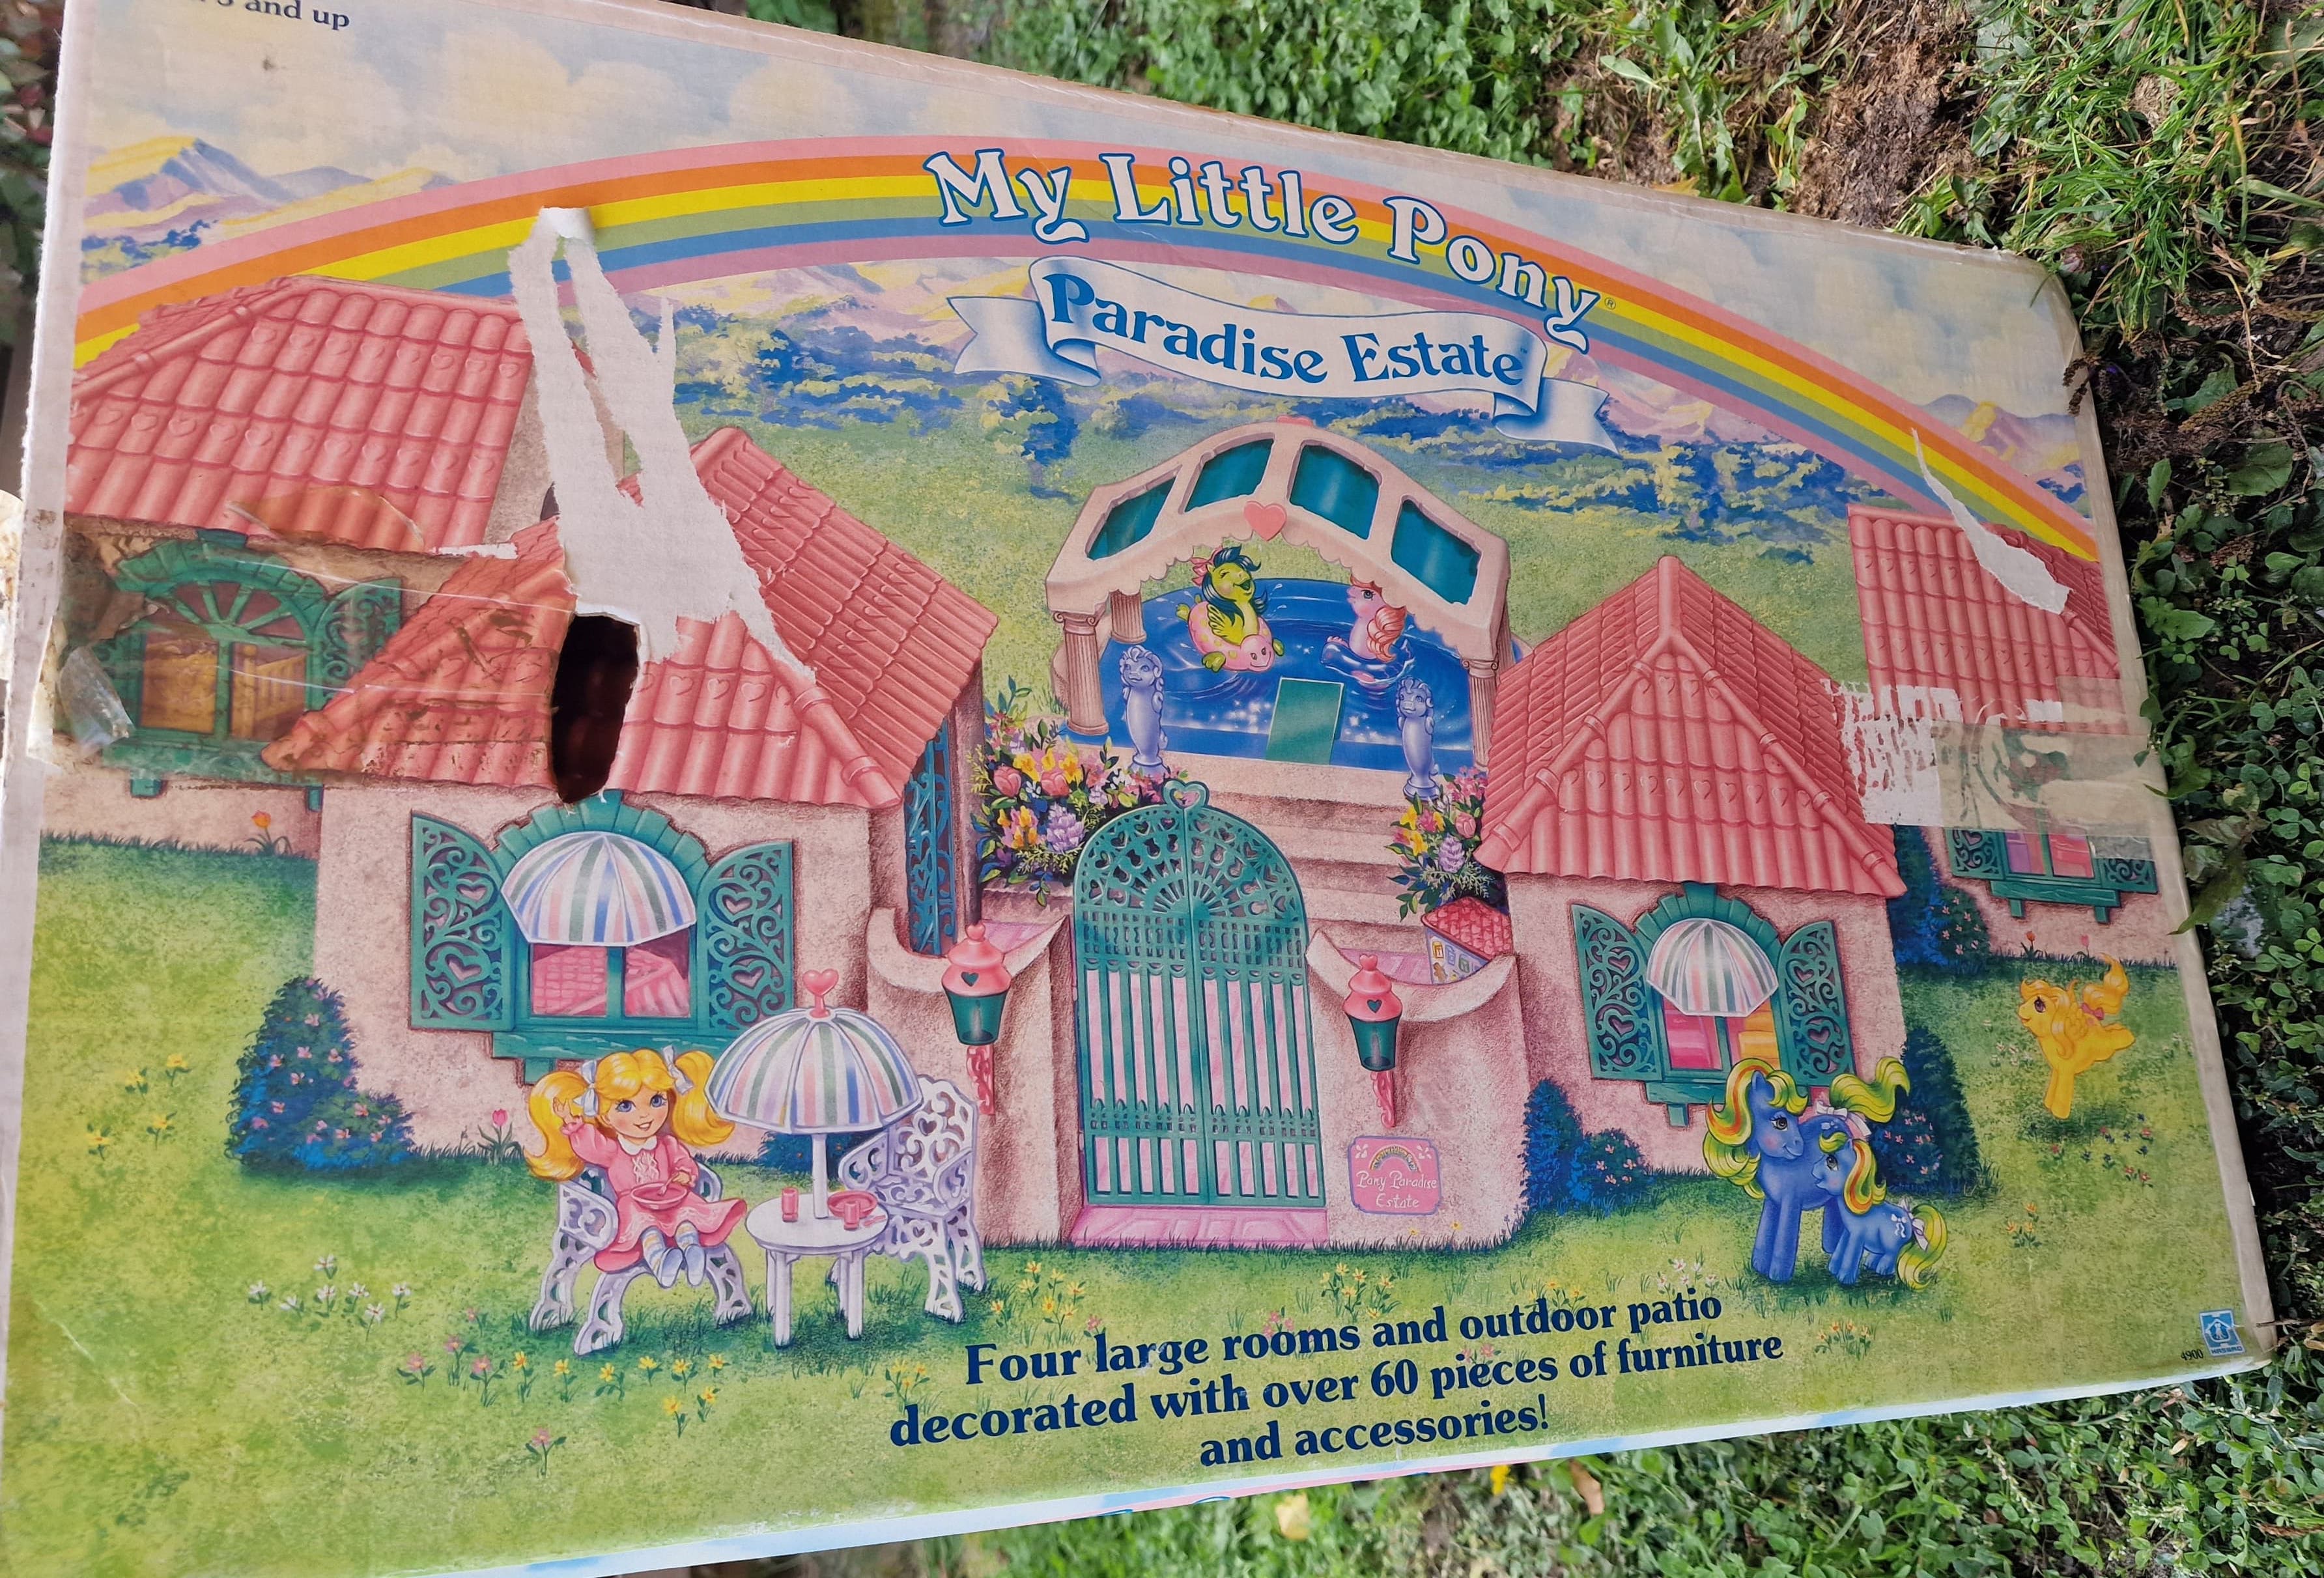 and up
My Little Pony®
Paradise Estate
Pony Paradise
Estate
Four large rooms and outdoor patio
decorated with over 60 pieces of furniture
and accessories!
4900